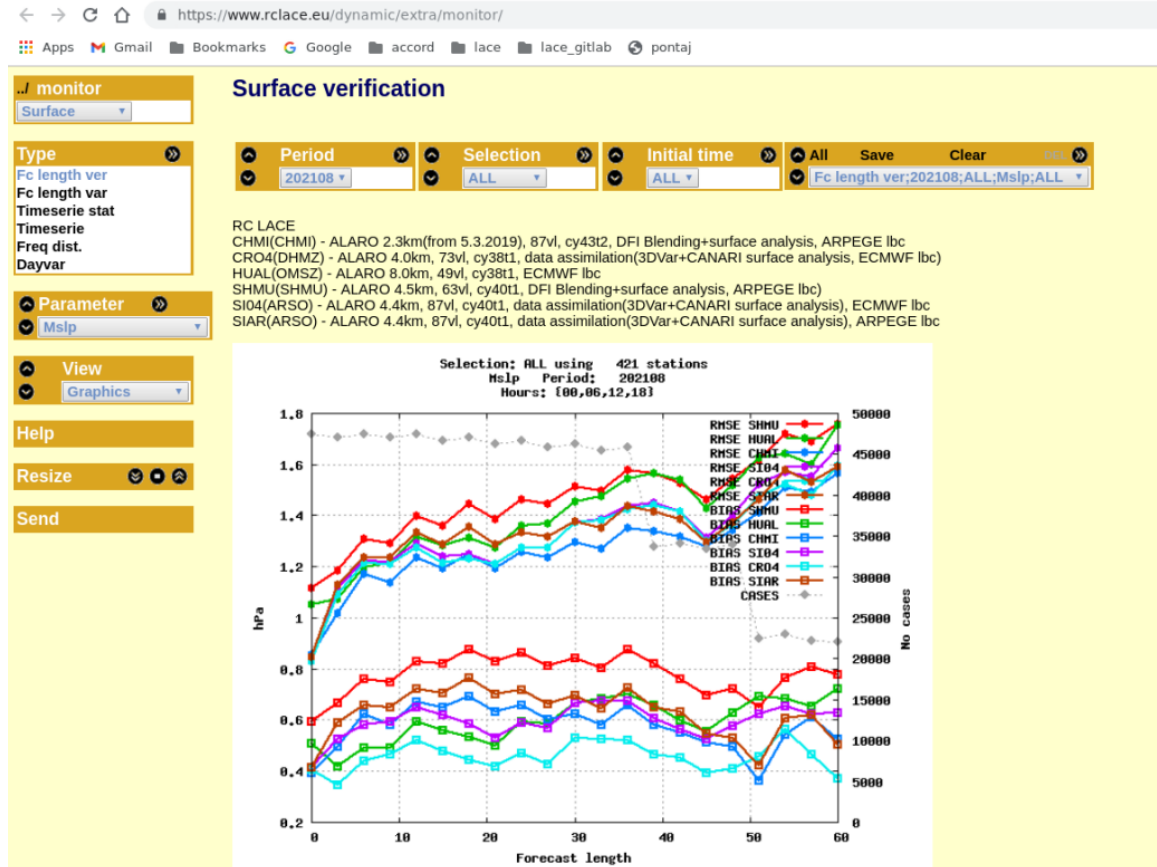 https://www.rclace.eu/dynamic/extra/monitor/
Apps Gmail Bookmarks Google accord lace lace_gitlab pontaj
../ monitor
Surface
Surface verification
Type
Fc length ver
Fc length var
Timeserie stat
Timeserie
Freq dist.
Dayvar
Parameter
Mslp
View
Graphics
Help
Resize
Send
Period
202108
Selection
ALL
Initial time
ALL
All Save Clear
Fc length ver;202108;ALL;Mslp;ALL
RC LACE
CHMI(CHMI) - ALARO 2.3km(from 5.3.2019), 87vl, cy43t2, DFI Blending+surface analysis, ARPEGE lbc
CRO4(DHMZ) - ALARO 4.0km, 73vl, cy38t1, data assimilation(3DVar+CANARI surface analysis, ECMWF lbc)
HUAL(OMSZ) - ALARO 8.0km, 49vl, cy38t1, ECMWF lbc
SHMU(SHMU) - ALARO 4.5km, 63vl, cy40t1, DFI Blending+surface analysis, ARPEGE lbc)
SI04(ARSO) - ALARO 4.4km, 87vl, cy40t1, data assimilation(3DVar+CANARI surface analysis), ECMWF lbc
SIAR(ARSO) - ALARO 4.4km, 87vl, cy40t1, data assimilation(3DVar+CANARI surface analysis), ARPEGE lbc
Selection: ALL using 421 stations
Mslp Period: 202108
Hours: {00,06,12,18}
RMSE SHMU
RMSE HUAL
RMSE CHMI
RMSE SI04
RMSE CRO4
RMSE SIAR
BIAS SHMU
BIAS HUAL
BIAS CHMI
BIAS SI04
BIAS CRO4
BIAS SIAR
CASES
1.8
1.6
1.4
1.2
1
0.8
0.6
0.4
0.2
hPa
50000
45000
40000
35000
30000
25000
20000
15000
10000
5000
0
No cases
0 10 20 30 40 50 60
Forecast length